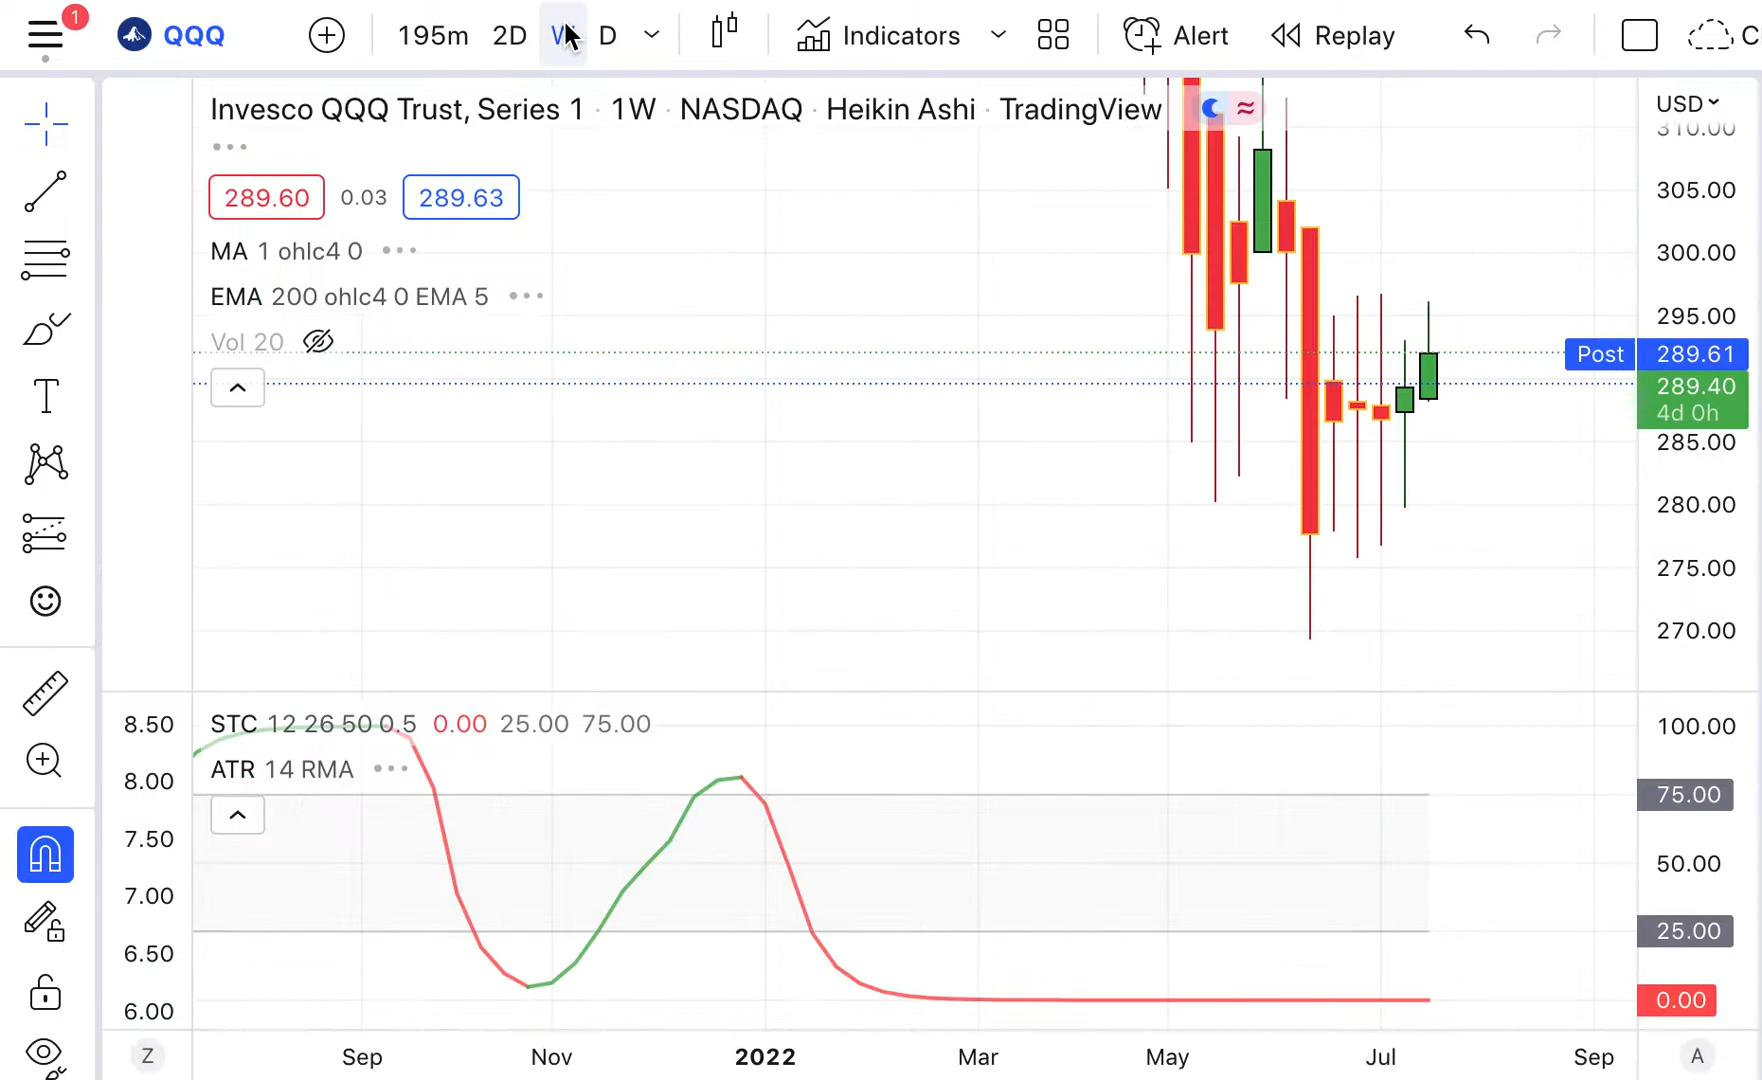 1
QQQ
195m 2D W D
Indicators
Alert
Replay
Invesco QQQ Trust, Series 1 · 1W · NASDAQ · Heikin Ashi · TradingView
USD
310.00
289.60 0.03 289.63
305.00
MA 1 ohlc4 0
300.00
EMA 200 ohlc4 0 EMA 5
295.00
Vol 20
Post 289.61
289.40
4d 0h
285.00
280.00
275.00
270.00
8.50
STC 12 26 50 0.5 0.00 25.00 75.00
100.00
ATR 14 RMA
8.00
75.00
7.50
50.00
7.00
25.00
6.50
0.00
6.00
Z
Sep Nov 2022 Mar May Jul Sep
A